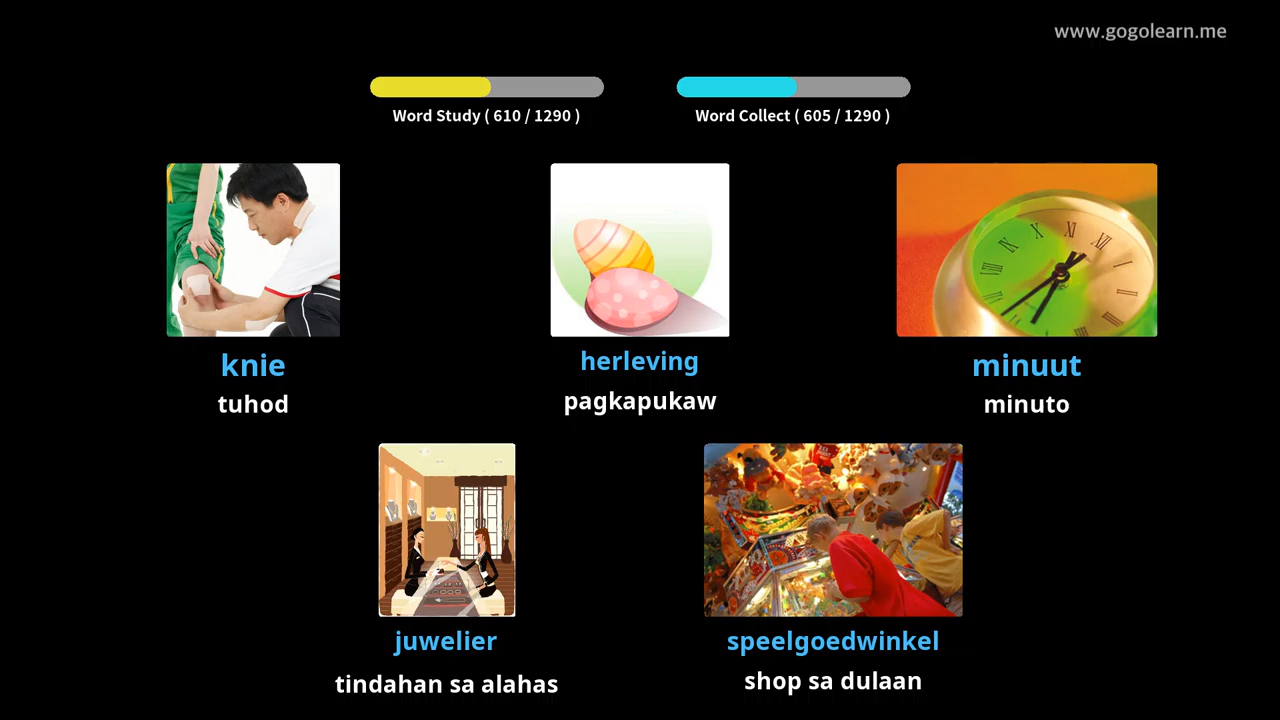 www.gogolearn.me
Word Study ( 610 / 1290 )
Word Collect ( 605 / 1290 )
knie
tuhod
herleving
pagkapukaw
minuut
minuto
juwelier
tindahan sa alahas
speelgoedwinkel
shop sa dulaan